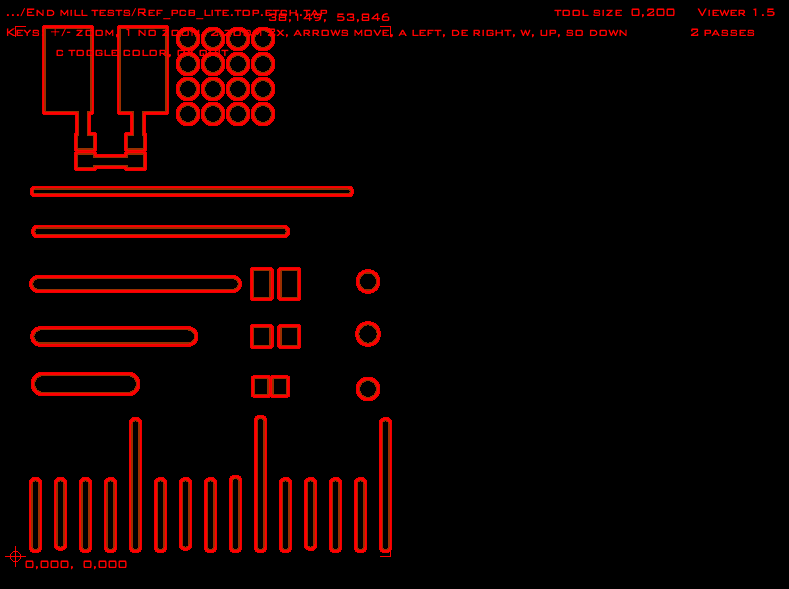 .../End mill tests/Ref_pcb_lite.top.etch.tap
38,149, 53,846
tool size 0,200 Viewer 1.5
Keys +/- zoom, 1 no zoom, 2 zoom 2x, arrows move, a left, de right, w, up, so down
2 passes
c toggle color,
0,000, 0,000